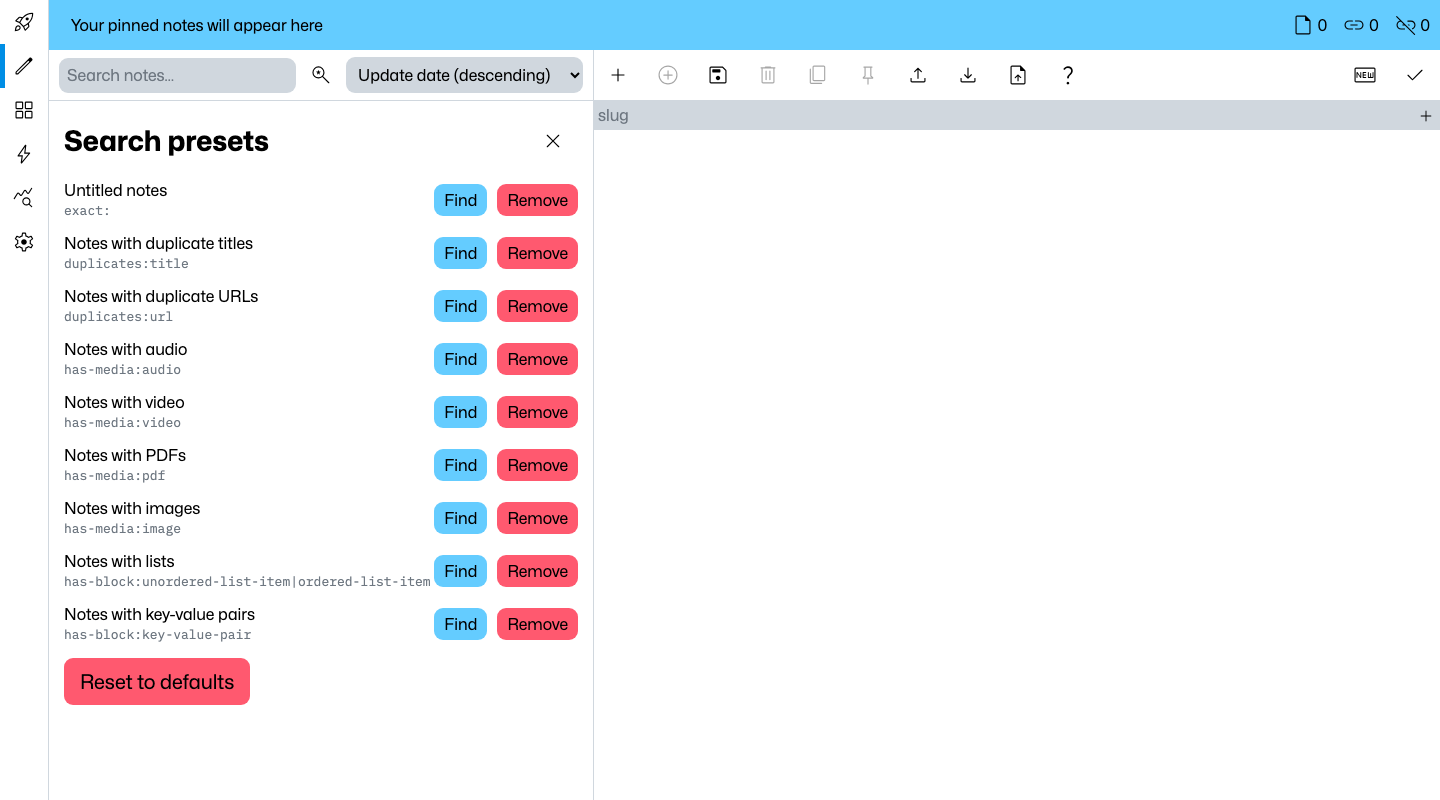 Your pinned notes will appear here
0
0
0
Search notes...
Update date (descending)
?
NEW
slug
Search presets
Untitled notes
exact:
Find
Remove
Notes with duplicate titles
duplicates:title
Find
Remove
Notes with duplicate URLs
duplicates:url
Find
Remove
Notes with audio
has-media:audio
Find
Remove
Notes with video
has-media:video
Find
Remove
Notes with PDFs
has-media:pdf
Find
Remove
Notes with images
has-media:image
Find
Remove
Notes with lists
has-block:unordered-list-item|ordered-list-item
Find
Remove
Notes with key-value pairs
has-block:key-value-pair
Find
Remove
Reset to defaults